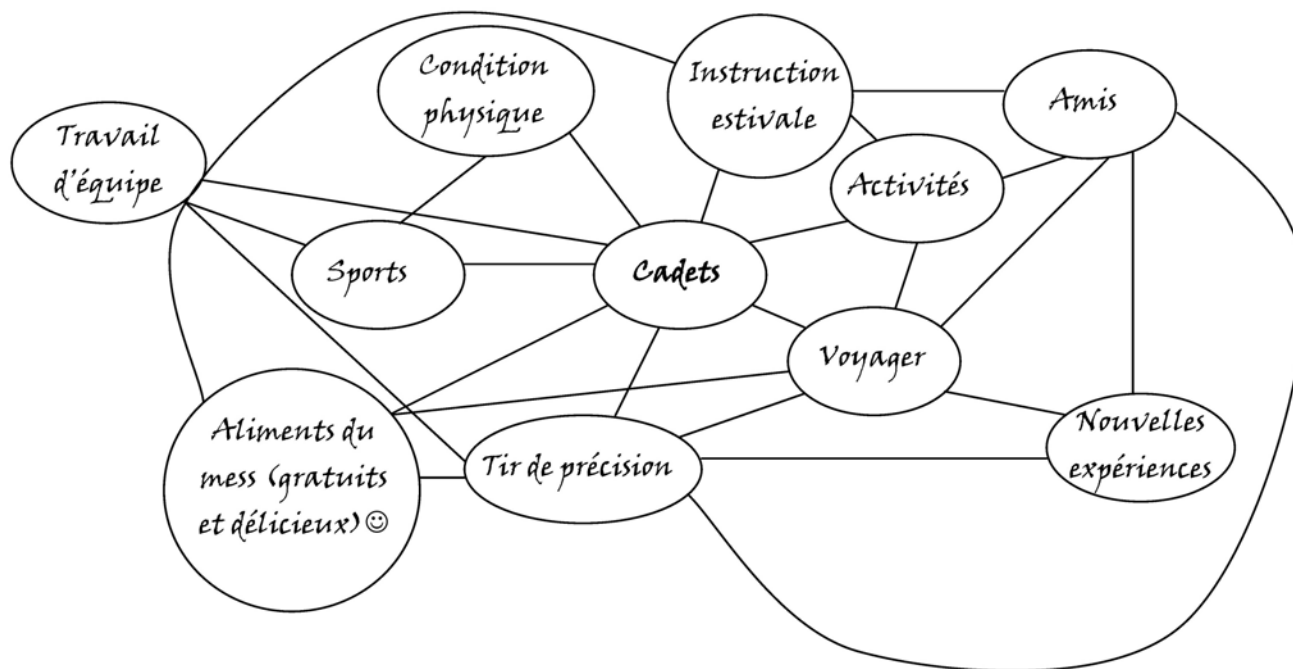 Travail
d'équipe
Condition
physique
Instruction
estivale
Amis
Activités
Sports
Cadets
Voyager
Aliments du
mess (gratuits
et délicieux) ☺
Tir de précision
Nouvelles
expériences